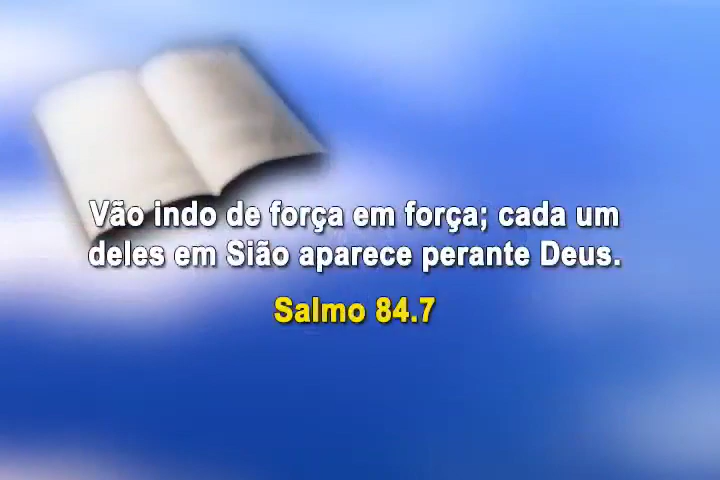 Vão indo de força em força; cada um
deles em Sião aparece perante Deus.
Salmo 84.7